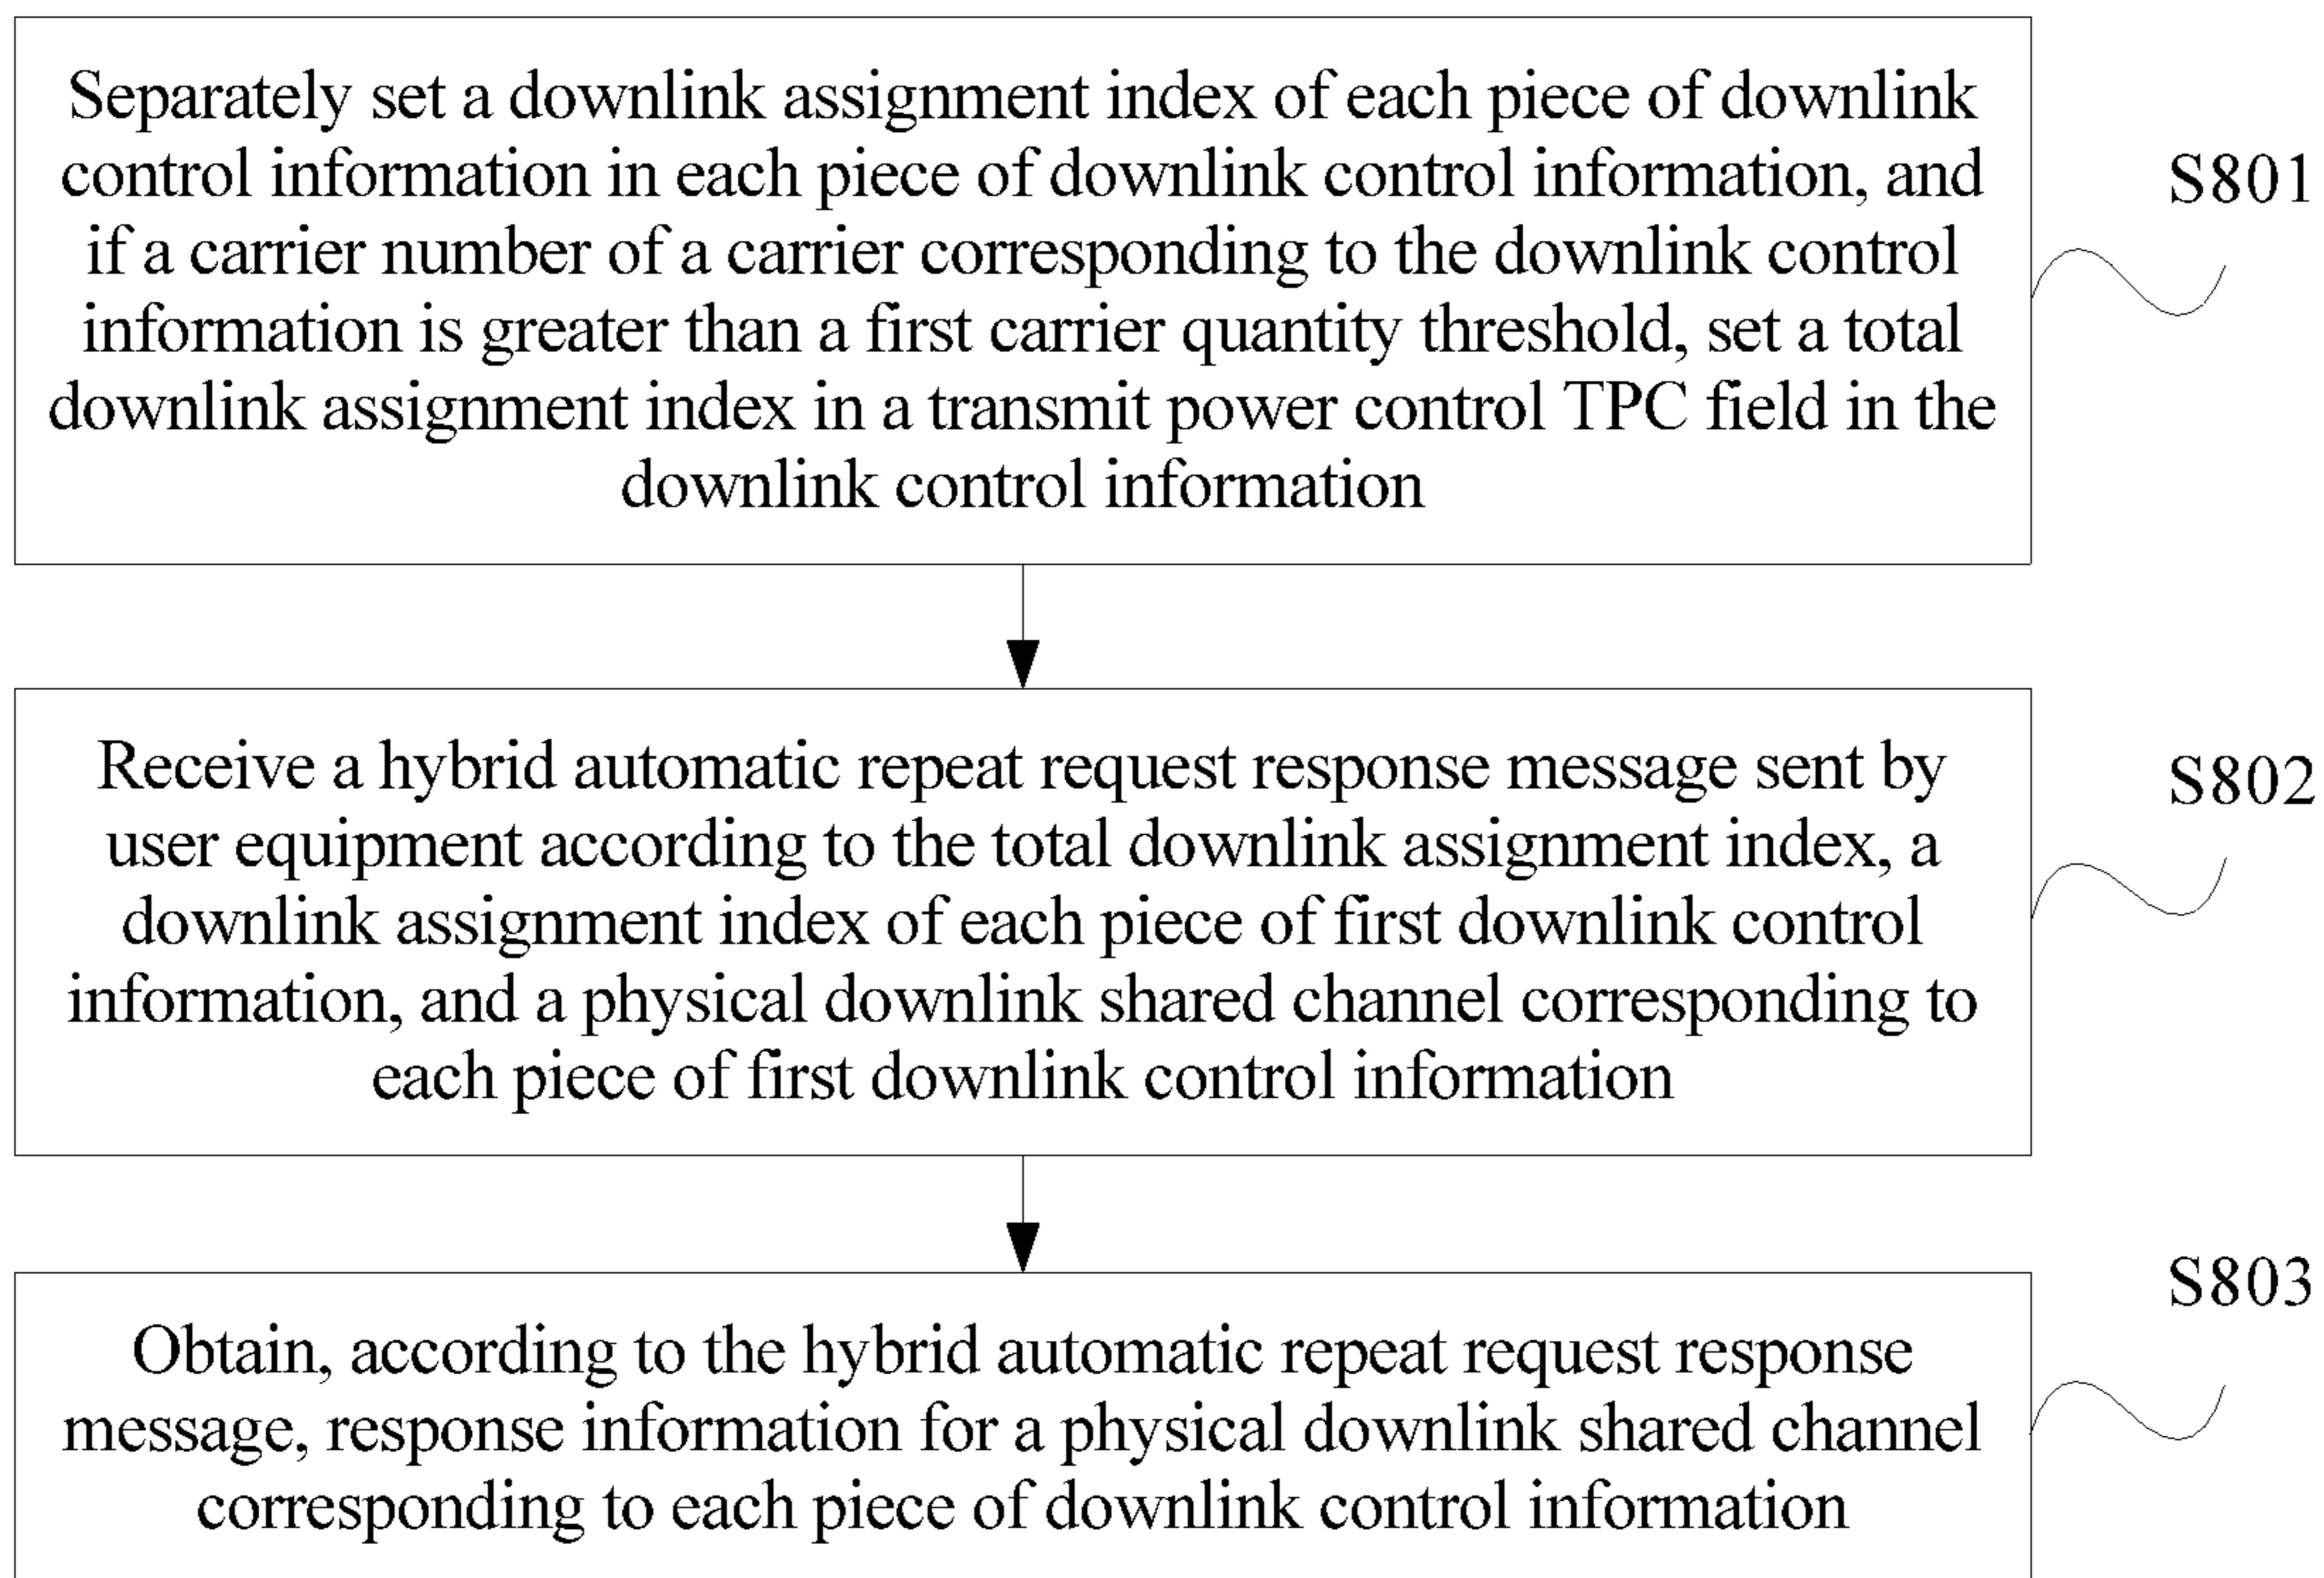 Separately set a downlink assignment index of each piece of downlink
control information in each piece of downlink control information, and
if a carrier number of a carrier corresponding to the downlink control
information is greater than a first carrier quantity threshold, set a total
downlink assignment index in a transmit power control TPC field in the
downlink control information
S801
Receive a hybrid automatic repeat request response message sent by
user equipment according to the total downlink assignment index, a
downlink assignment index of each piece of first downlink control
information, and a physical downlink shared channel corresponding to
each piece of first downlink control information
S802
Obtain, according to the hybrid automatic repeat request response
message, response information for a physical downlink shared channel
corresponding to each piece of downlink control information
S803